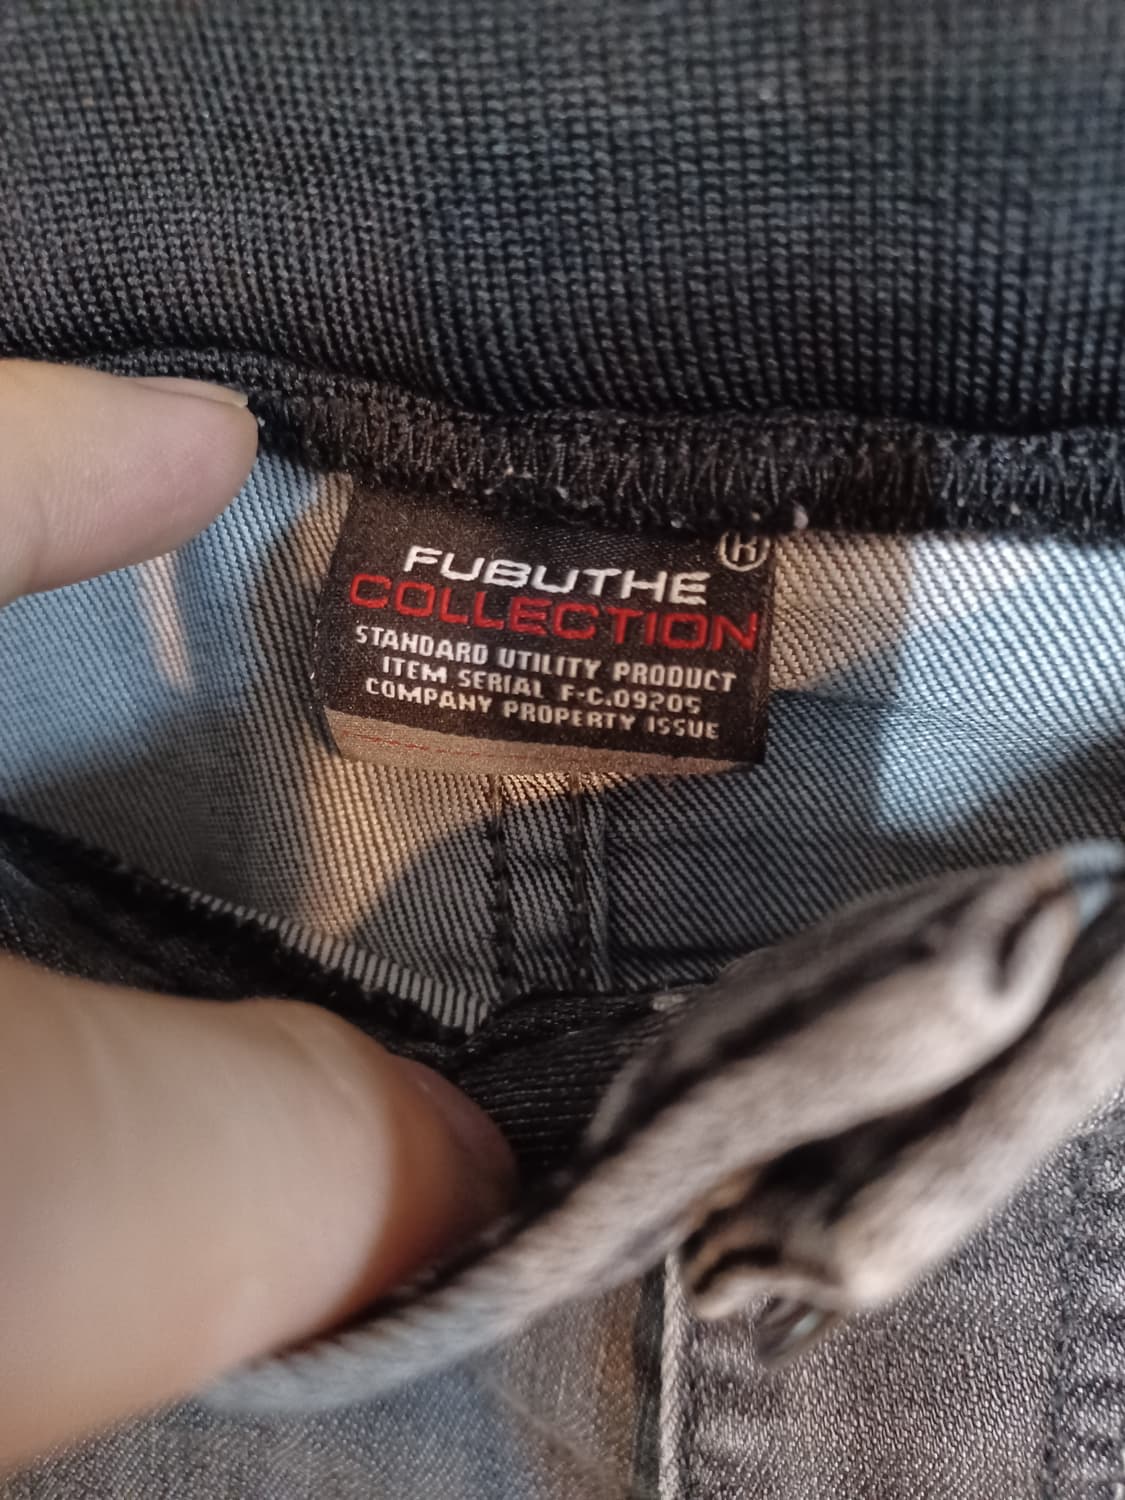 ®
FUBUTHE
COLLECTION
STANDARD UTILITY PRODUCT
ITEM SERIAL F-C.09205
COMPANY PROPERTY ISSUE